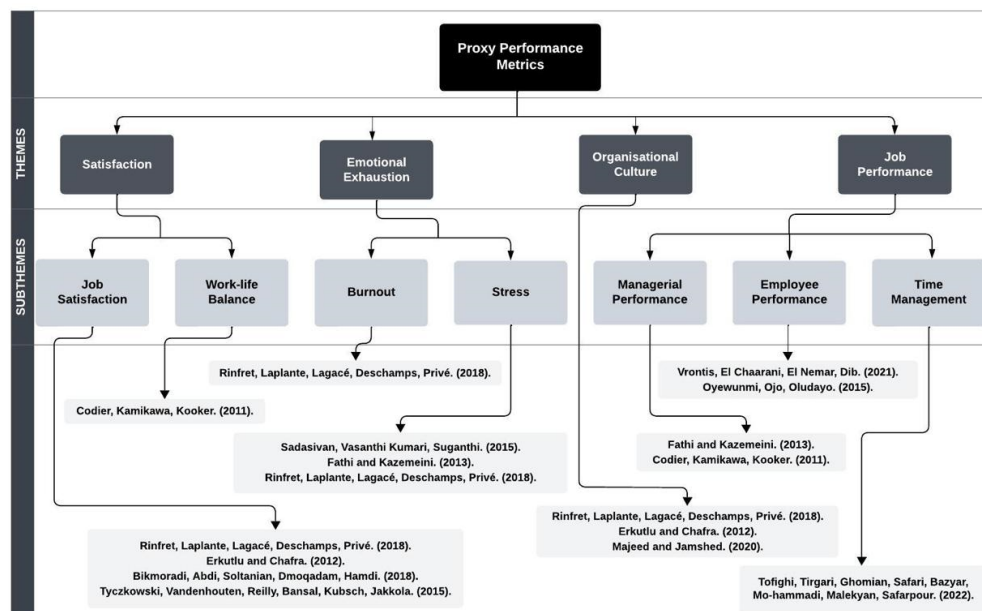 Proxy Performance
Metrics
THEMES
Satisfaction
Emotional
Exhaustion
Organisational
Culture
Job
Performance
SUBTHEMES
Job
Satisfaction
Work-life
Balance
Burnout
Stress
Managerial
Performance
Employee
Performance
Time
Management
Rinfret, Laplante, Lagacé, Deschamps, Privé. (2018).
Vrontis, El Chaarani, El Nemar, Dib. (2021).
Oyewunmi, Ojo, Oludayo. (2015).
Codier, Kamikawa, Kooker. (2011).
Sadasivan, Vasanthi Kumari, Suganthi. (2015).
Fathi and Kazemeini. (2013).
Rinfret, Laplante, Lagacé, Deschamps, Privé. (2018).
Fathi and Kazemeini. (2013).
Codier, Kamikawa, Kooker. (2011).
Rinfret, Laplante, Lagacé, Deschamps, Privé. (2018).
Erkutlu and Chafra. (2012).
Majeed and Jamshed. (2020).
Rinfret, Laplante, Lagacé, Deschamps, Privé. (2018).
Erkutlu and Chafra. (2012).
Bikmoradi, Abdi, Soltanian, Dmoqadam, Hamdi. (2018).
Tyczkowski, Vandenhouten, Reilly, Bansal, Kubsch, Jakkola. (2015).
Tofighi, Tirgari, Ghomian, Safari, Bazyar,
Mo-hammadi, Malekyan, Safarpour. (2022).